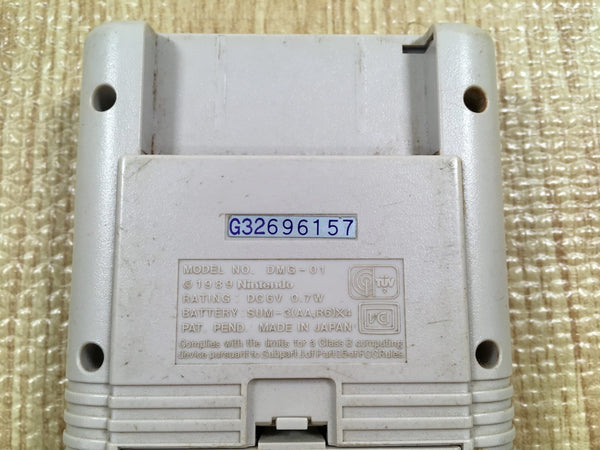 G32696157
MODEL NO. DMG-01
© 1989 Nintendo
RATING: DC6V 0.7W
BATTERY: SUM-3(AA,R6)X4
PAT. PEND. MADE IN JAPAN
TÜV
Complies with the limits for a Class B computing
device pursuant to Subpart J of Part 15 of FCC Rules.